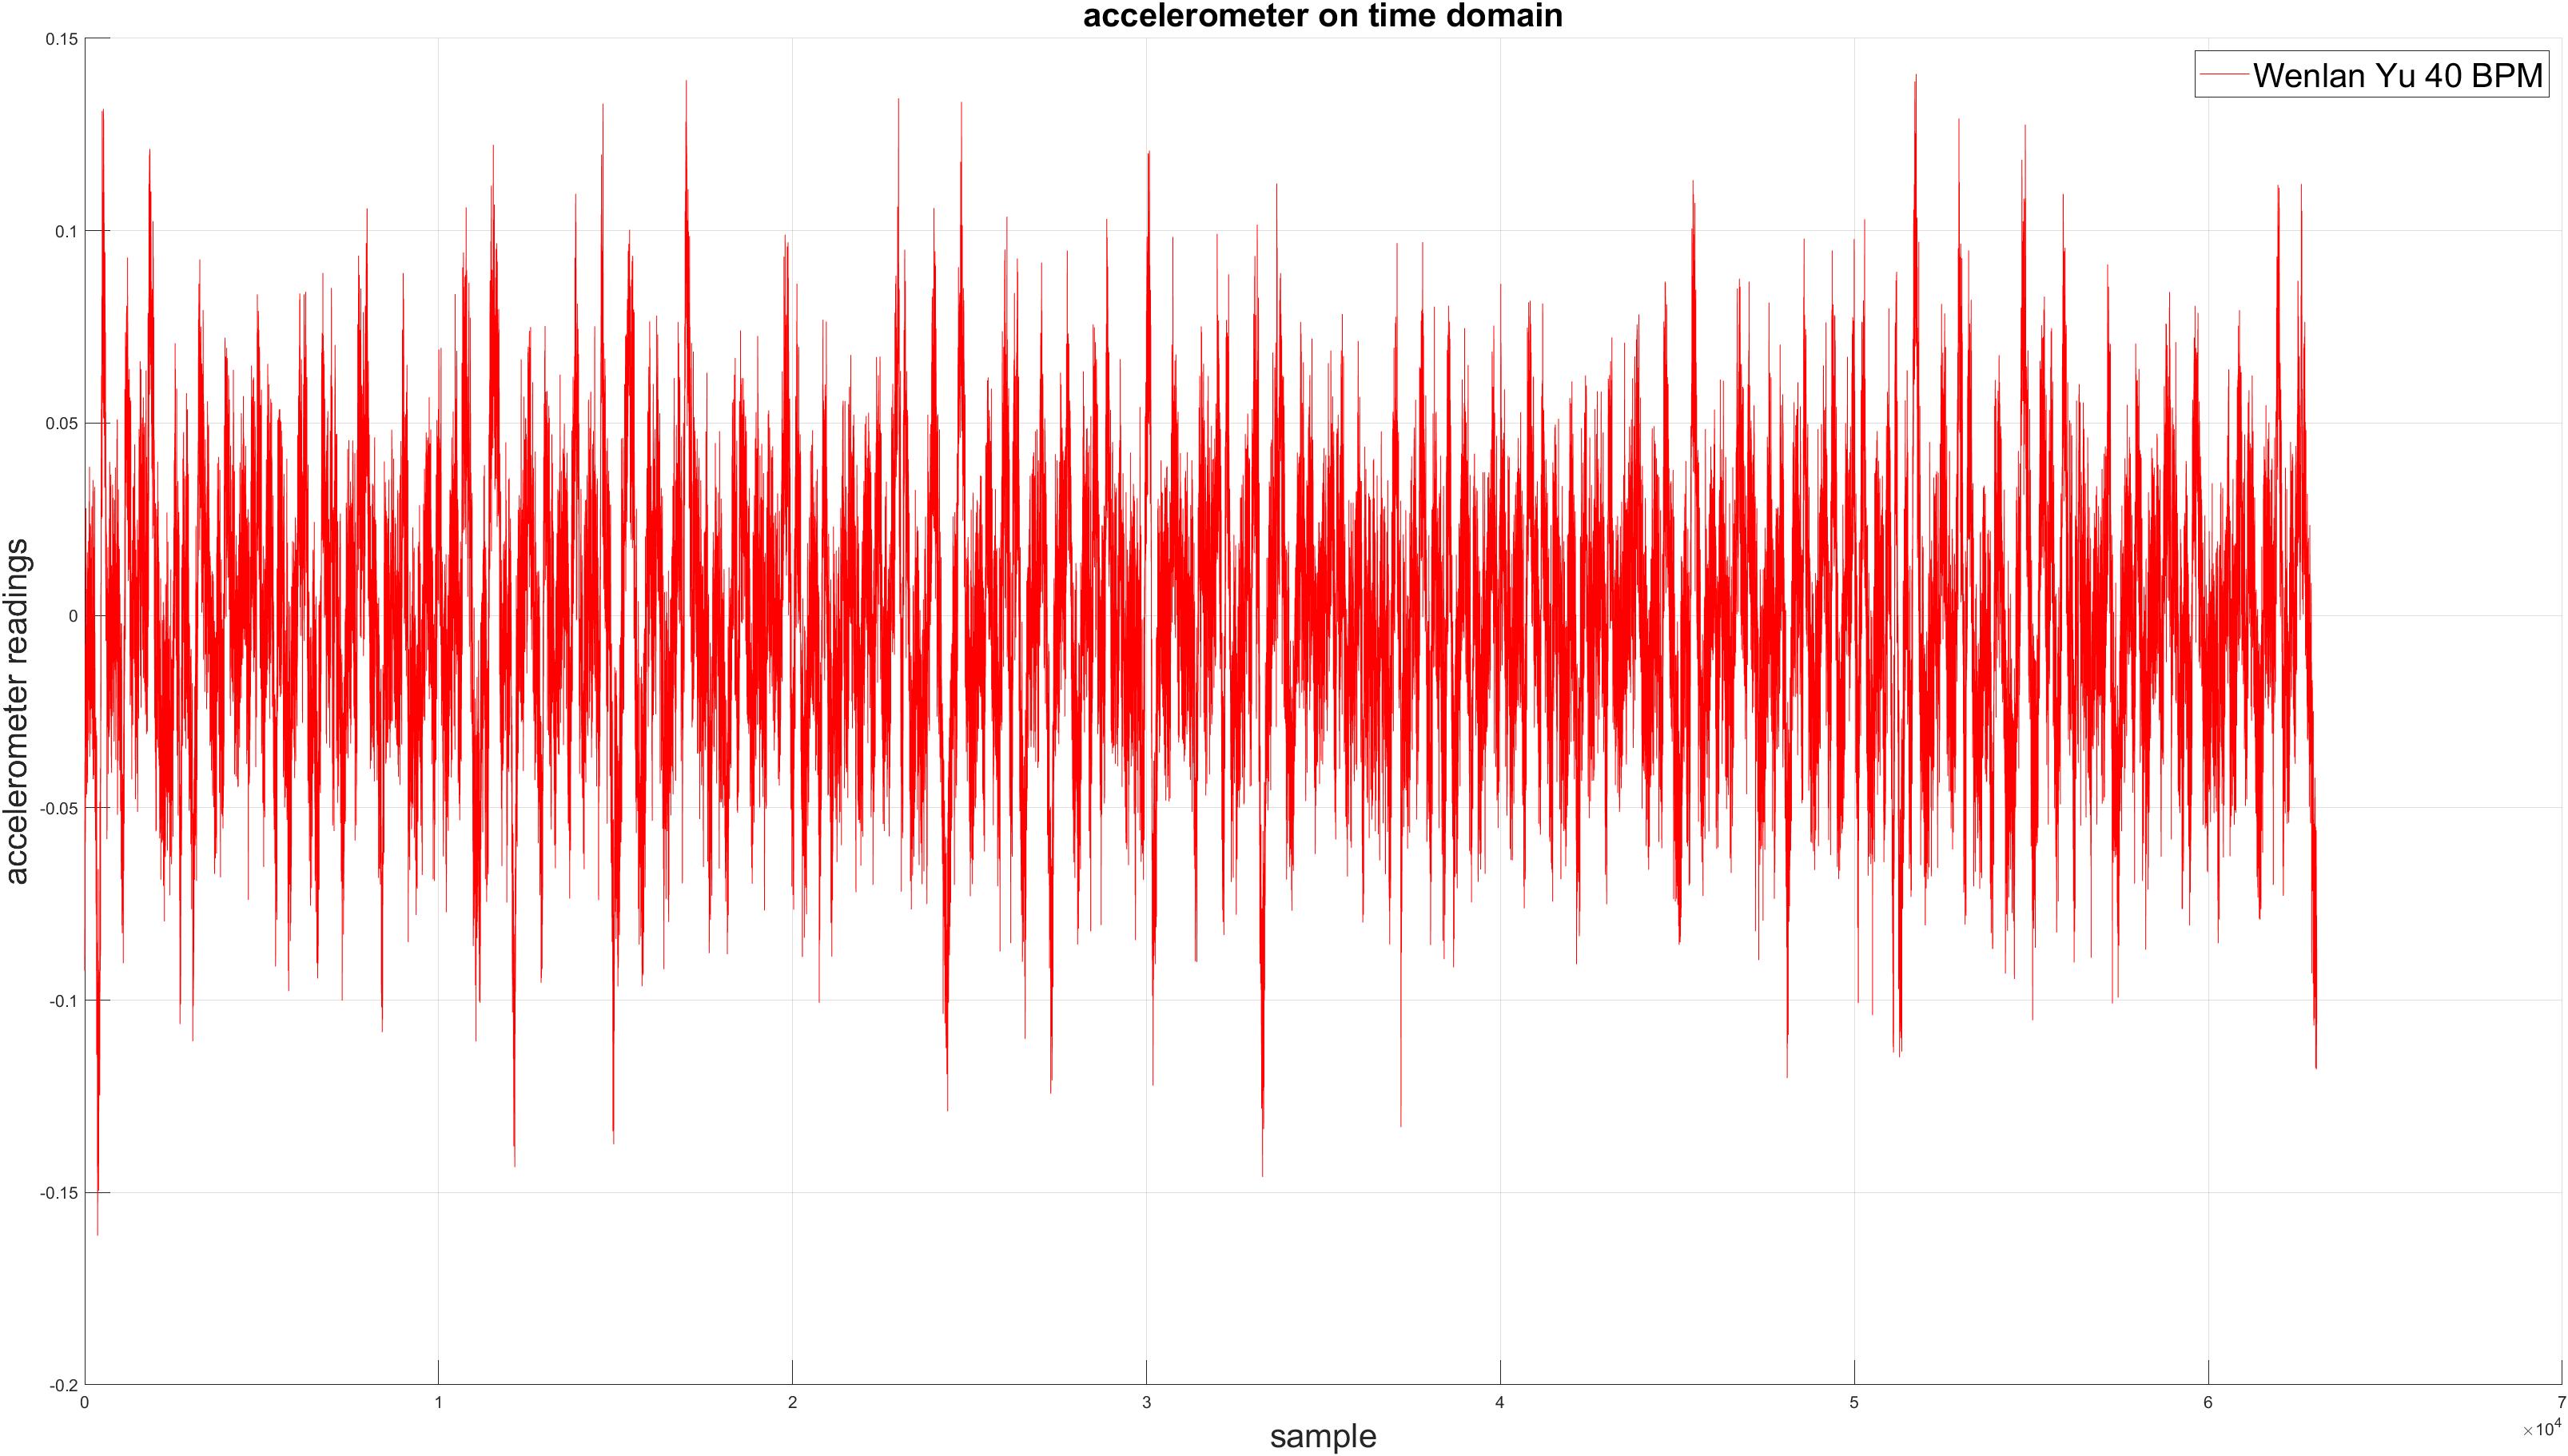 accelerometer on time domain
Wenlan Yu 40 BPM
accelerometer readings
0.15
0.1
0.05
0
-0.05
-0.1
-0.15
-0.2
0 1 2 3 4 5 6 7
×10⁴
sample